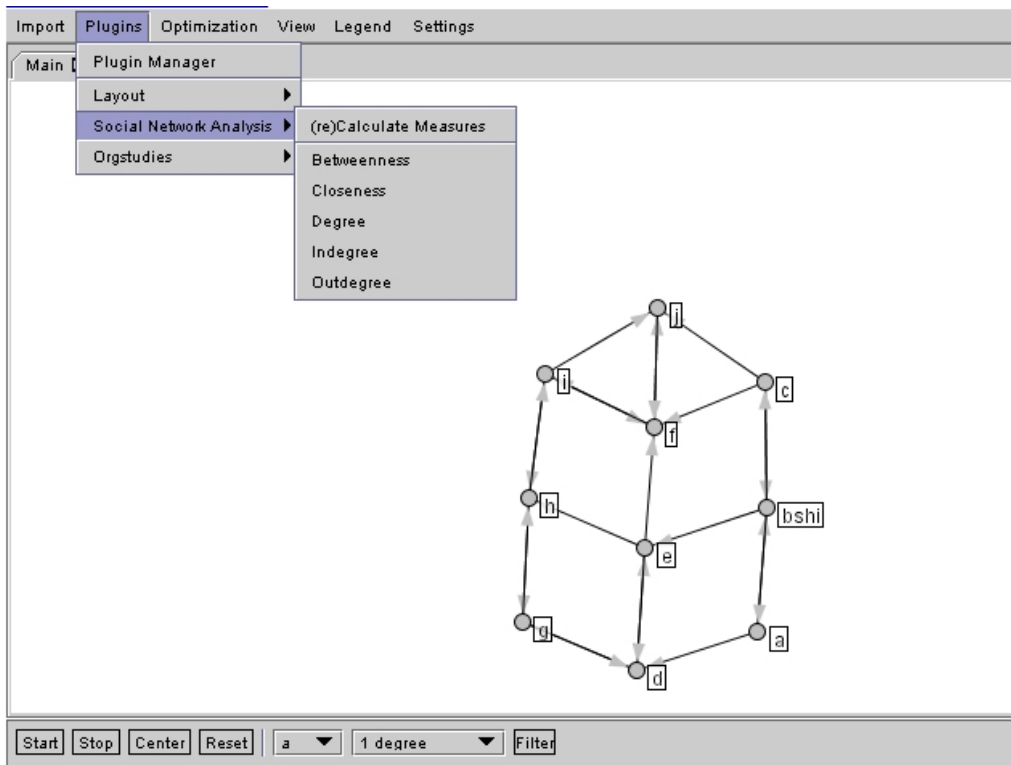 Import Plugins Optimization View Legend Settings
Main
Plugin Manager
Layout
Social Network Analysis
Orgstudies
(re)Calculate Measures
Betweenness
Closeness
Degree
Indegree
Outdegree
j
i
c
f
h
bshi
e
g
a
d
Start Stop Center Reset a 1 degree Filter